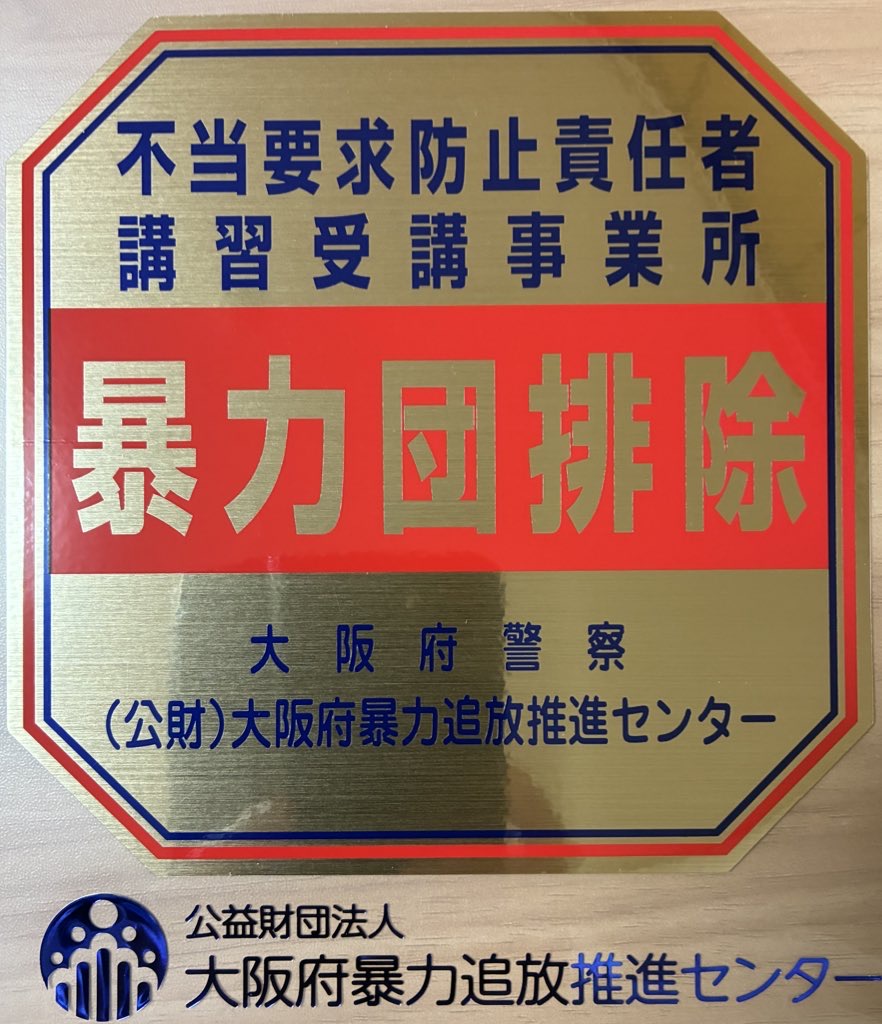 不当要求防止責任者
講習受講事業所
暴力団排除
大阪府警察
(公財)大阪府暴力追放推進センター
公益財団法人
大阪府暴力追放推進センター